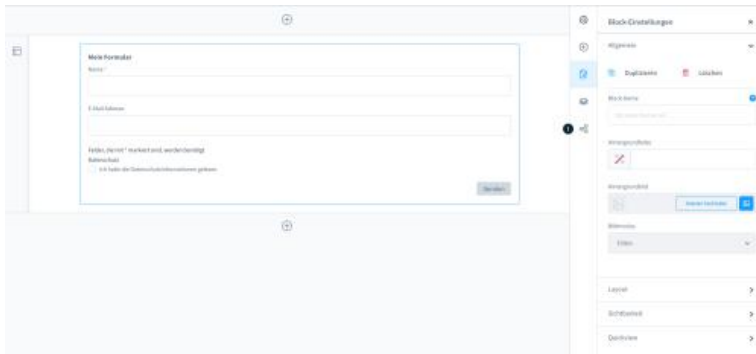 Block-Einstellungen
Allgemein
Duplizieren
Löschen
Block-Name
Hintergrundfarbe
Hintergrundbild
Bildmodus
Füllen
Layout
Sichtbarkeit
Mein Formular
Name *
E-Mail-Adresse
Felder, die mit * markiert sind, werden benötigt
Datenschutz
Ich habe die Datenschutzinformationen gelesen
Senden
1